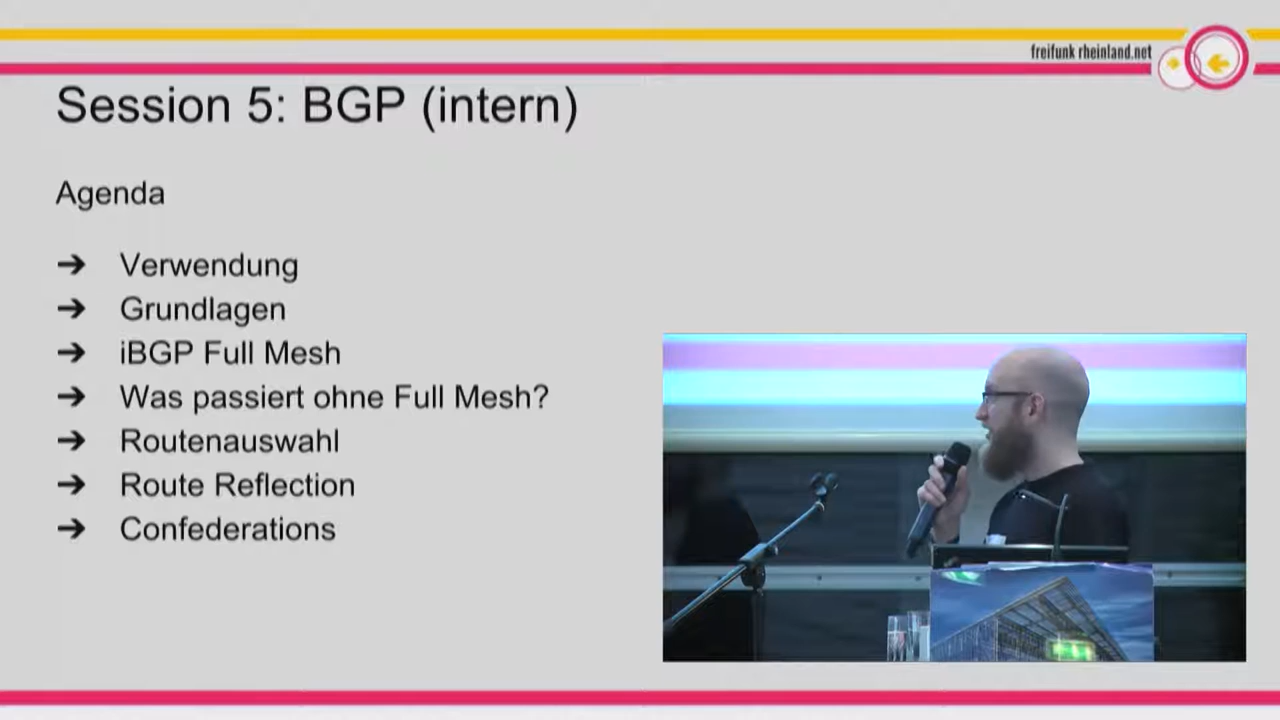 freifunk rheinland.net
Session 5: BGP (intern)
Agenda
➔ Verwendung
➔ Grundlagen
➔ iBGP Full Mesh
➔ Was passiert ohne Full Mesh?
➔ Routenauswahl
➔ Route Reflection
➔ Confederations